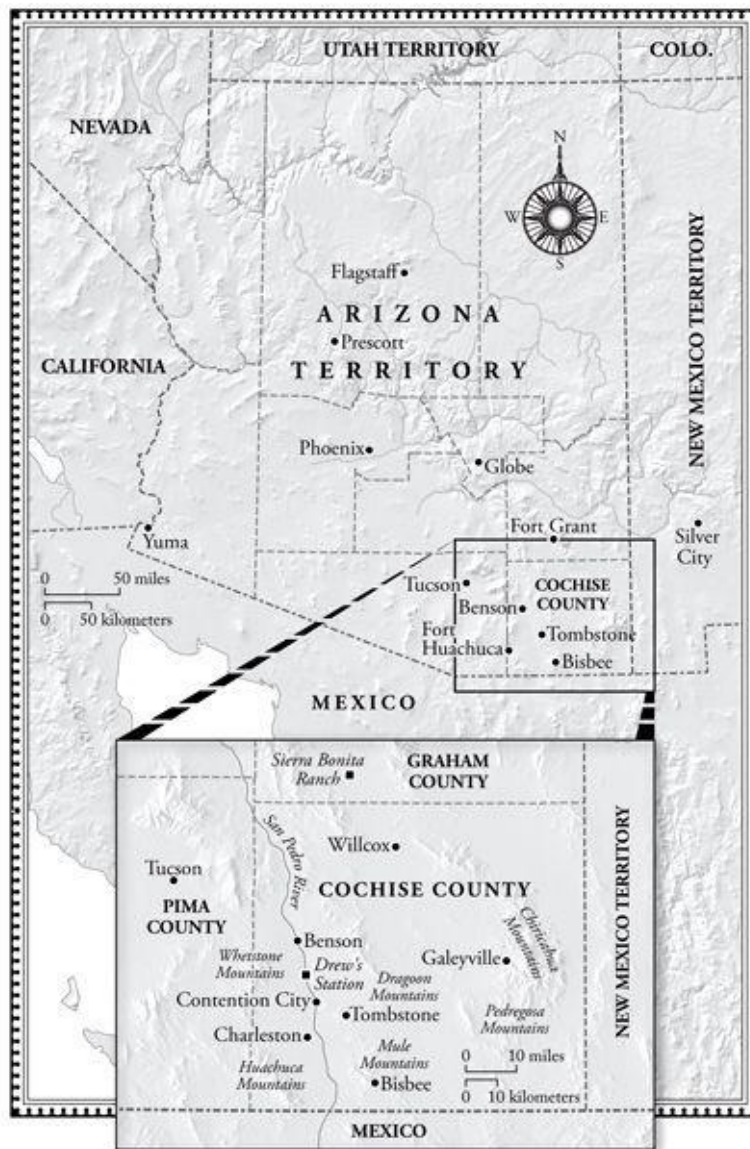 UTAH TERRITORY
COLO.
NEVADA
N
W E
S
Flagstaff
ARIZONA
TERRITORY
Prescott
CALIFORNIA
NEW MEXICO TERRITORY
Phoenix
Globe
Yuma
Fort Grant
Silver
City
0 50 miles
0 50 kilometers
Tucson
COCHISE
COUNTY
Benson
Fort
Huachuca
Tombstone
Bisbee
MEXICO
Sierra Bonita
Ranch
GRAHAM
COUNTY
San Pedro River
Willcox
Tucson
COCHISE COUNTY
PIMA
COUNTY
Chiricahua
Mountains
NEW MEXICO TERRITORY
Benson
Galeyville
Whetstone
Mountains
Drew's
Station
Dragoon
Mountains
Contention City
Tombstone
Pedregosa
Mountains
Charleston
Mule
Mountains
0 10 miles
0 10 kilometers
Huachuca
Mountains
Bisbee
MEXICO